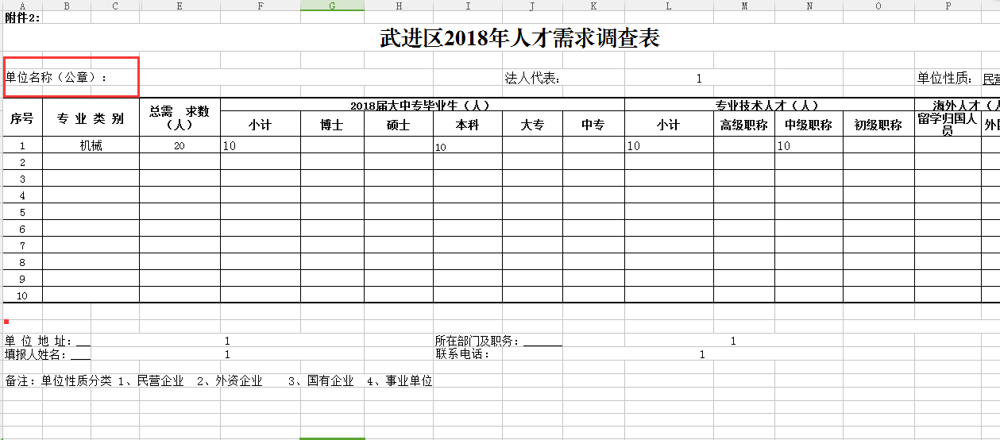 A B C E F G H I J K L M N O P
附件2:
武进区2018年人才需求调查表
单位名称（公章）： 法人代表: 1 单位性质: 民营
序号 专 业 类 别 总需 求数（人） 2018届大中专毕业生（人） 专业技术人才（人） 海外人才（人
小计 博士 硕士 本科 大专 中专 小计 高级职称 中级职称 初级职称 留学归国人员
1 机械 20 10 10 10 10
2
3
4
5
6
7
8
9
10
单 位 地 址:___ 1 所在部门及职务:______ 1
填报人姓名:___ 1 联系电话: 1
备注: 单位性质分类 1、民营企业 2、外资企业 3、国有企业 4、事业单位